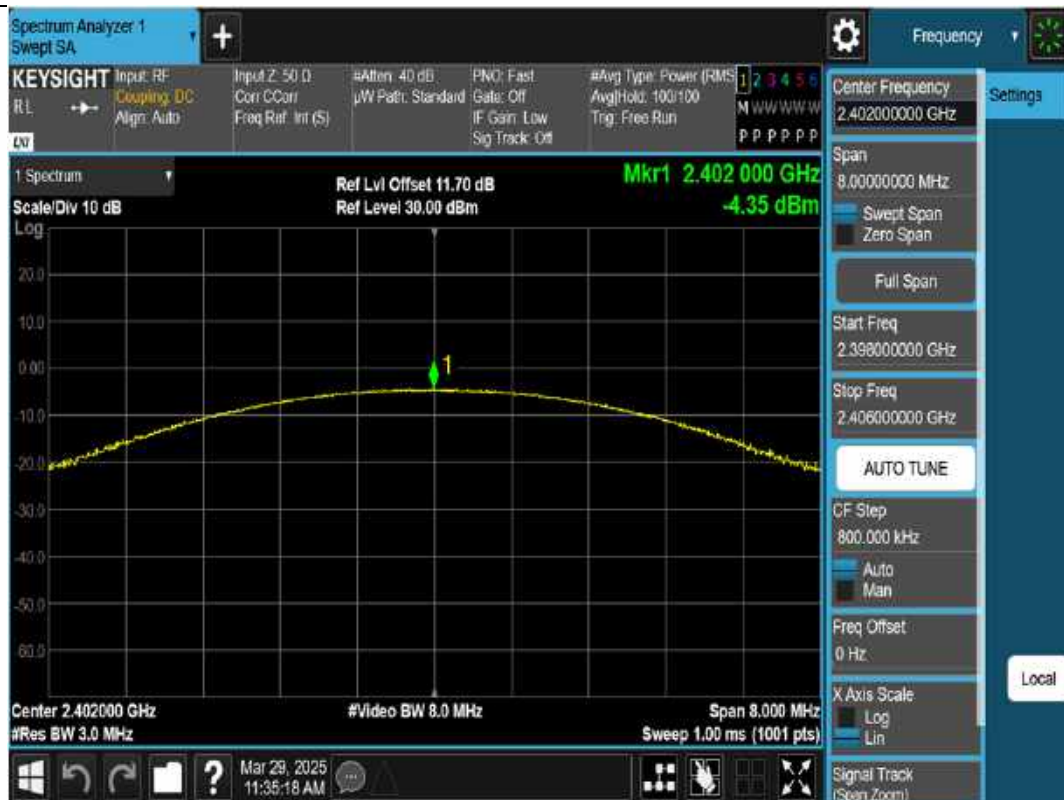 Spectrum Analyzer 1
Swept SA
+
Frequency
KEYSIGHT
RL
LXI
Input: RF
Coupling: DC
Align: Auto
Input Z: 50 Ω
Corr CCorr
Freq Ref: Int (S)
#Atten: 40 dB
µW Path: Standard
PNO: Fast
Gate: Off
IF Gain: Low
Sig Track: Off
#Avg Type: Power (RMS
Avg|Hold: 100/100
Trig: Free Run
1 2 3 4 5 6
M W W W W W
P P P P P P
1 Spectrum
Scale/Div 10 dB
Log
Ref Lvl Offset 11.70 dB
Ref Level 30.00 dBm
Mkr1 2.402 000 GHz
-4.35 dBm
20.0
10.0
0.00
-10.0
-20.0
-30.0
-40.0
-50.0
-60.0
1
Center 2.402000 GHz
#Res BW 3.0 MHz
#Video BW 8.0 MHz
Span 8.000 MHz
Sweep 1.00 ms (1001 pts)
Center Frequency
2.402000000 GHz
Settings
Span
8.00000000 MHz
Swept Span
Zero Span
Full Span
Start Freq
2.398000000 GHz
Stop Freq
2.406000000 GHz
AUTO TUNE
CF Step
800.000 kHz
Auto
Man
Freq Offset
0 Hz
X Axis Scale
Log
Lin
Signal Track
(Span Zoom)
Local
?
Mar 29, 2025
11:35:18 AM